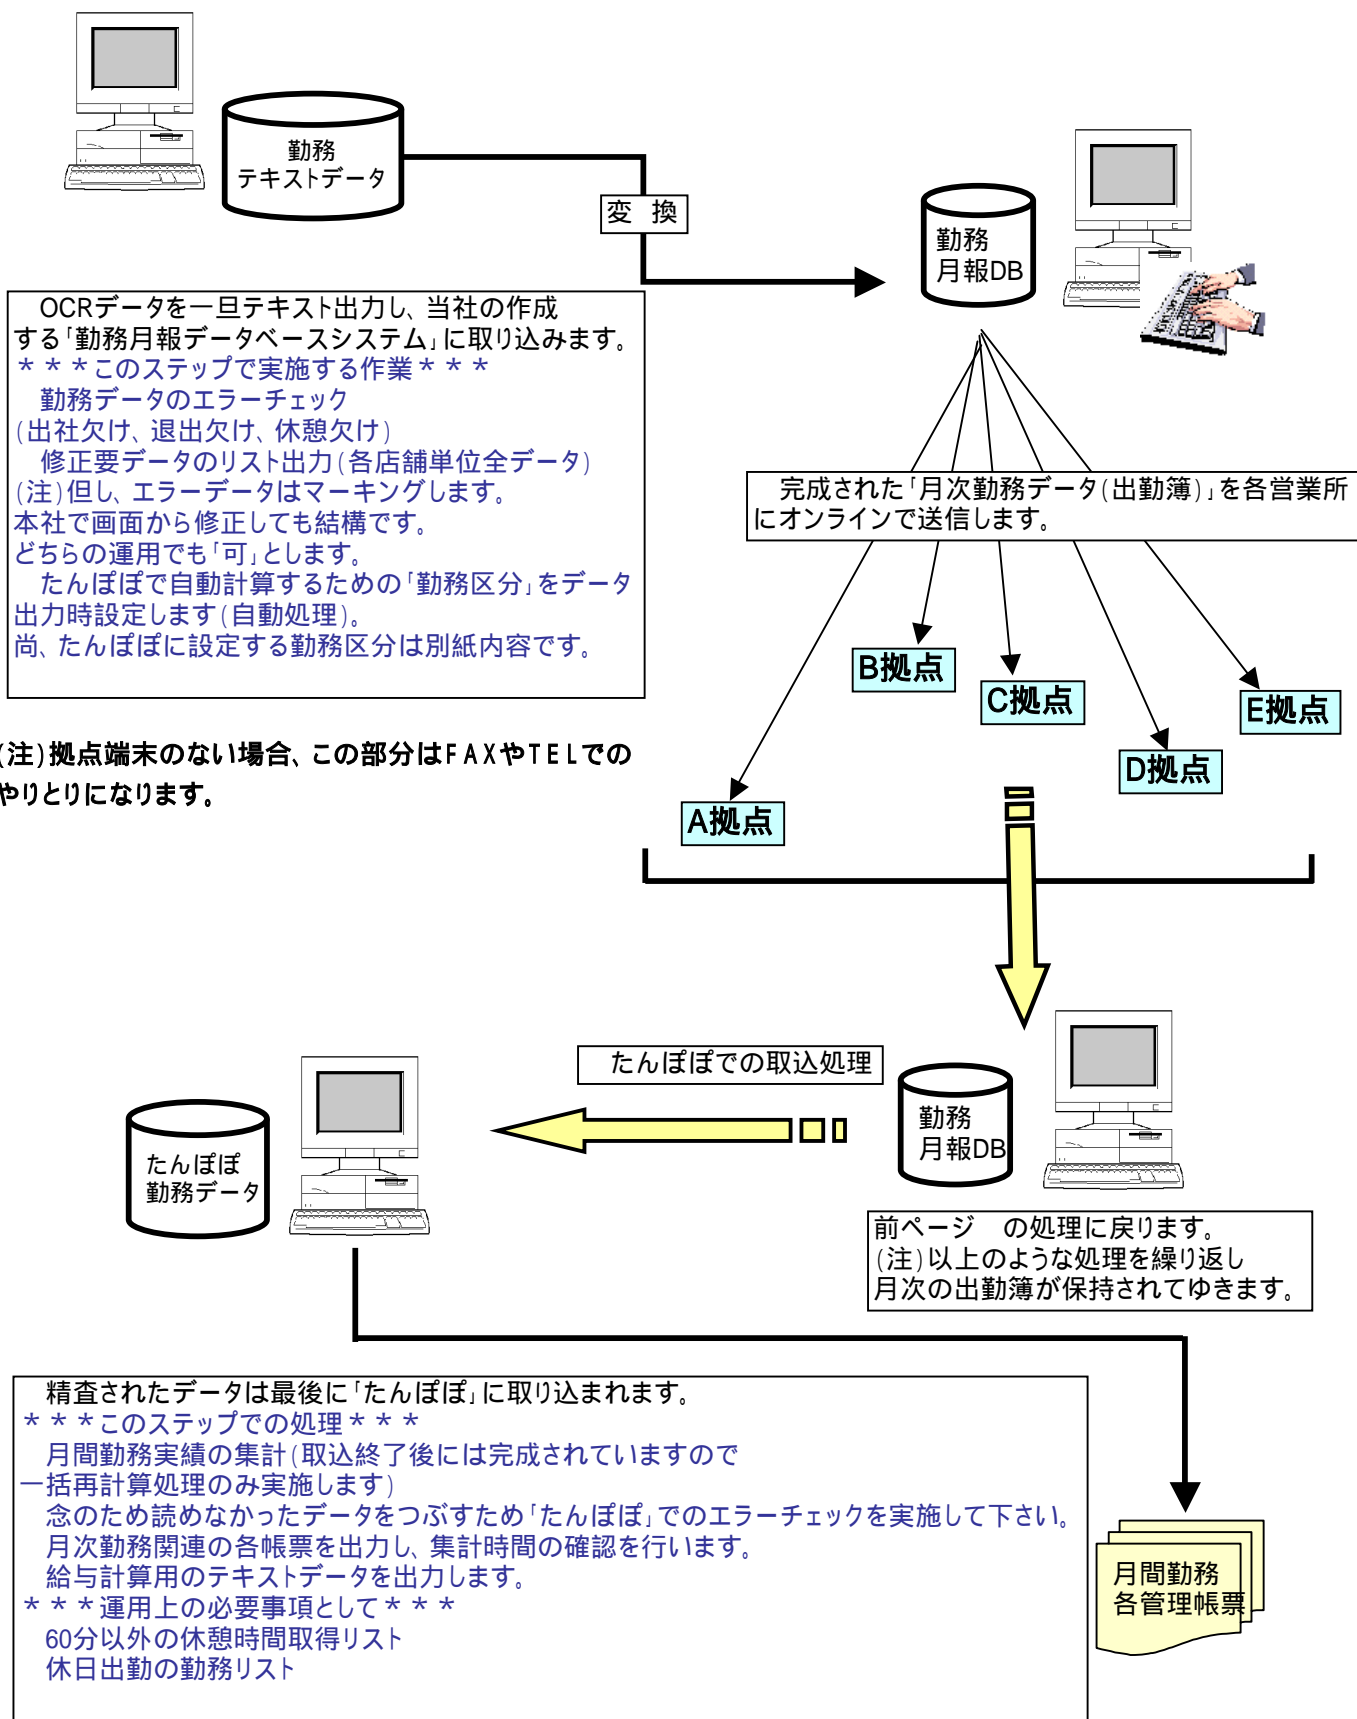 勤務
テキストデータ
変 換
勤務
月報DB
OCRデータを一旦テキスト出力し、当社の作成
する「勤務月報データベースシステム」に取り込みます。
＊＊＊このステップで実施する作業＊＊＊
勤務データのエラーチェック
(出社欠け、退出欠け、休憩欠け)
修正要データのリスト出力(各店舗単位全データ)
(注)但し、エラーデータはマーキングします。
本社で画面から修正しても結構です。
どちらの運用でも「可」とします。
たんぽぽで自動計算するための「勤務区分」をデータ
出力時設定します(自動処理)。
尚、たんぽぽに設定する勤務区分は別紙内容です。
完成された「月次勤務データ(出勤簿)」を各営業所
にオンラインで送信します。
B拠点
C拠点
E拠点
D拠点
A拠点
(注)拠点端末のない場合、この部分はFAXやTELでの
やりとりになります。
たんぽぽでの取込処理
勤務
月報DB
たんぽぽ
勤務データ
前ページ　の処理に戻ります。
(注)以上のような処理を繰り返し
月次の出勤簿が保持されてゆきます。
精査されたデータは最後に「たんぽぽ」に取り込まれます。
＊＊＊このステップでの処理＊＊＊
月間勤務実績の集計(取込終了後には完成されていますので
一括再計算処理のみ実施します)
念のため読めなかったデータをつぶすため「たんぽぽ」でのエラーチェックを実施して下さい。
月次勤務関連の各帳票を出力し、集計時間の確認を行います。
給与計算用のテキストデータを出力します。
＊＊＊運用上の必要事項として＊＊＊
60分以外の休憩時間取得リスト
休日出勤の勤務リスト
月間勤務
各管理帳票